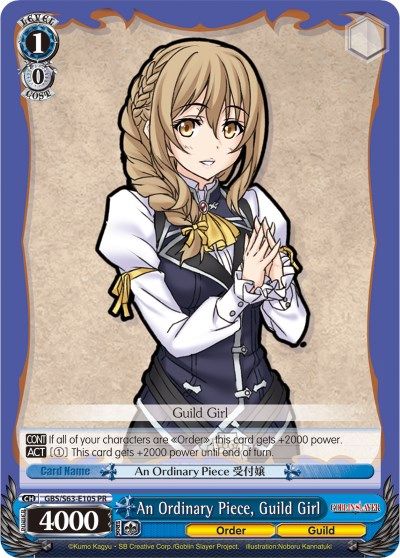 LEVEL
1
0
COST
Guild Girl
CONT If all of your characters are «Order», this card gets +2000 power.
ACT [(1)] This card gets +2000 power until end of turn.
Card Name An Ordinary Piece 受付嬢
CH GBS/S63-E105 PR An Ordinary Piece, Guild Girl GOBLIN SLAYER
POWER 4000 Order Guild
©Kumo Kagyu・SB Creative Corp./Goblin Slayer Project. illustration:Noboru Kannatuki